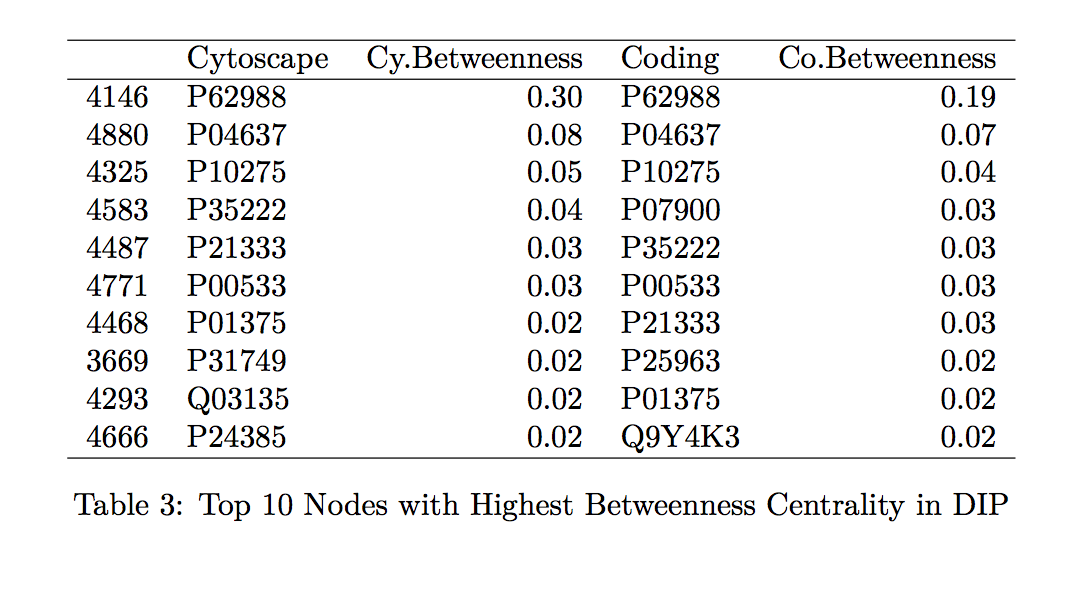 Cytoscape Cy.Betweenness Coding Co.Betweenness
4146 P62988 0.30 P62988 0.19
4880 P04637 0.08 P04637 0.07
4325 P10275 0.05 P10275 0.04
4583 P35222 0.04 P07900 0.03
4487 P21333 0.03 P35222 0.03
4771 P00533 0.03 P00533 0.03
4468 P01375 0.02 P21333 0.03
3669 P31749 0.02 P25963 0.02
4293 Q03135 0.02 P01375 0.02
4666 P24385 0.02 Q9Y4K3 0.02
Table 3: Top 10 Nodes with Highest Betweenness Centrality in DIP